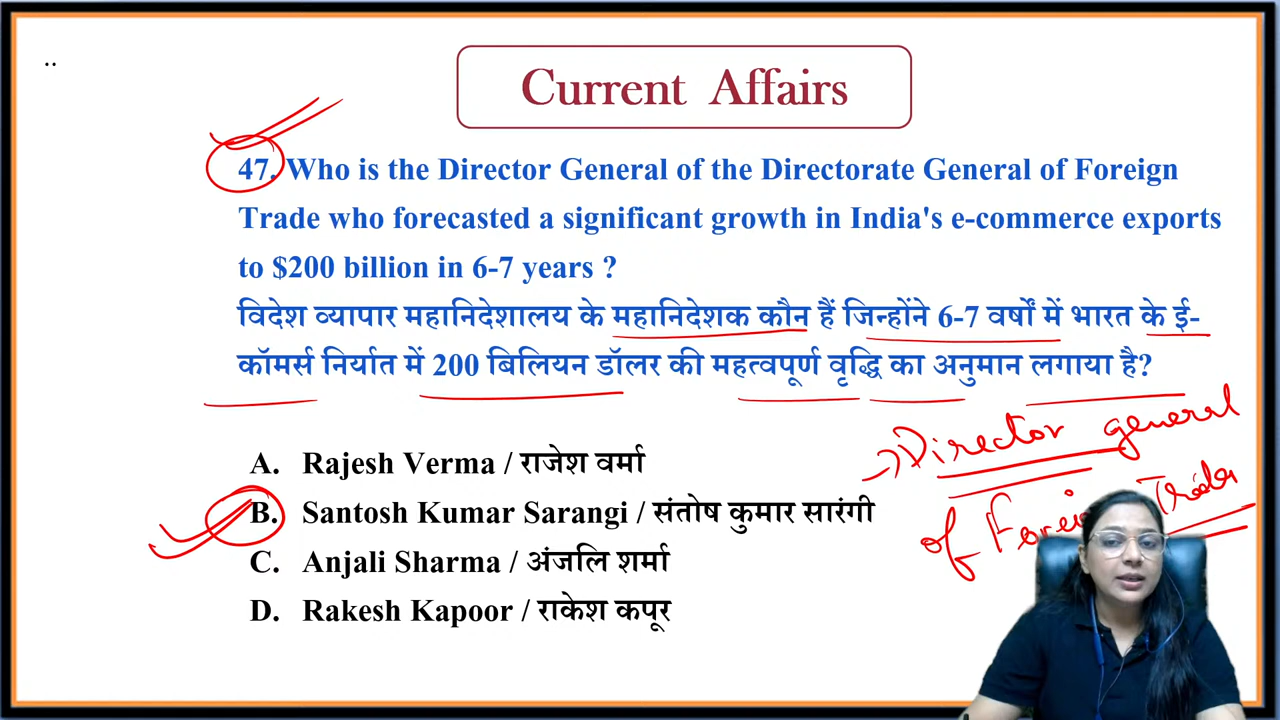 ..
Current Affairs
47. Who is the Director General of the Directorate General of Foreign
Trade who forecasted a significant growth in India's e-commerce exports
to $200 billion in 6-7 years ?
विदेश व्यापार महानिदेशालय के महानिदेशक कौन हैं जिन्होंने 6-7 वर्षों में भारत के ई-
कॉमर्स निर्यात में 200 बिलियन डॉलर की महत्वपूर्ण वृद्धि का अनुमान लगाया है?
A. Rajesh Verma / राजेश वर्मा
B. Santosh Kumar Sarangi / संतोष कुमार सारंगी
C. Anjali Sharma / अंजलि शर्मा
D. Rakesh Kapoor / राकेश कपूर
Director general
of